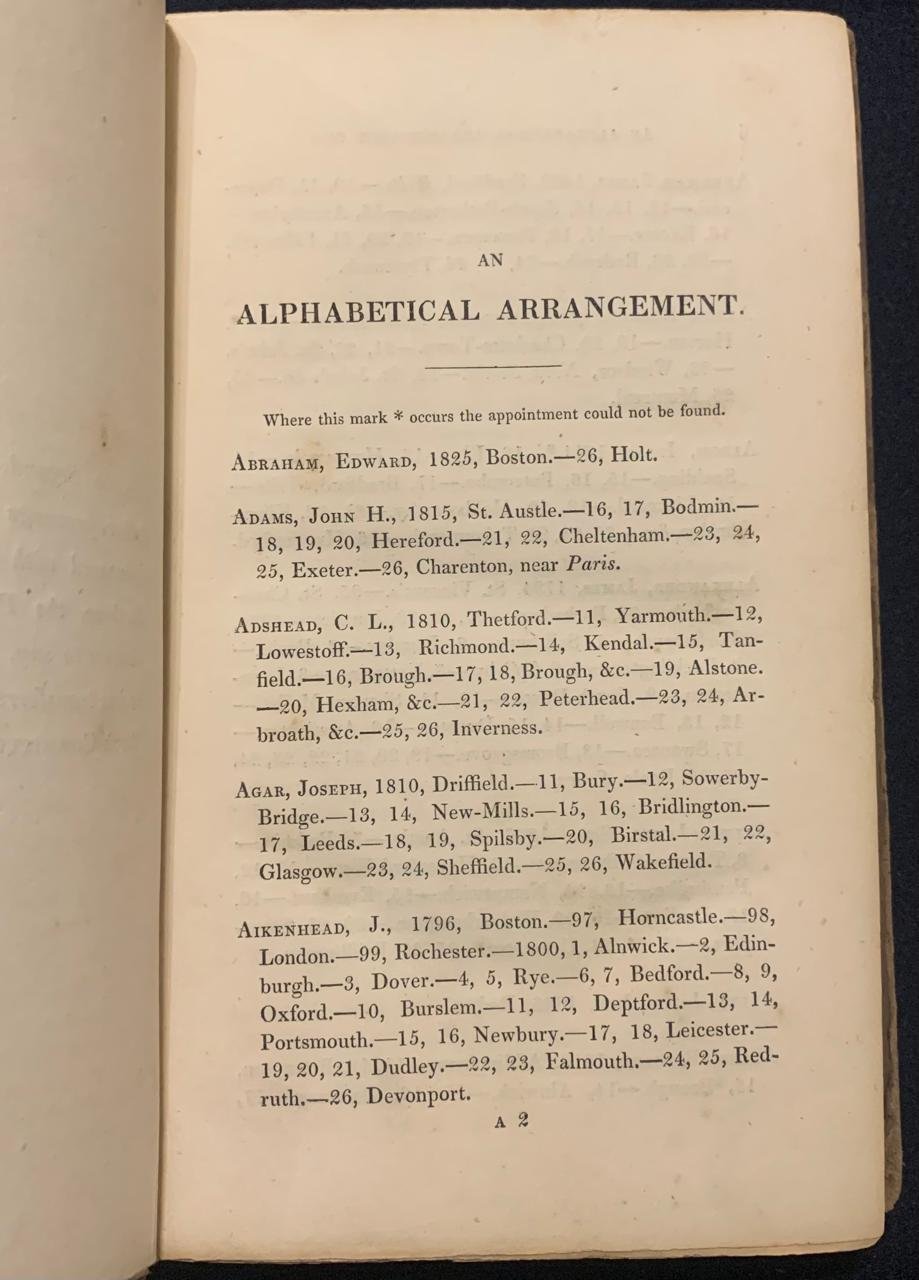 AN
ALPHABETICAL ARRANGEMENT.
Where this mark * occurs the appointment could not be found.
ABRAHAM, EDWARD, 1825, Boston.—26, Holt.
ADAMS, JOHN H., 1815, St. Austle.—16, 17, Bodmin.—
18, 19, 20, Hereford.—21, 22, Cheltenham.—23, 24,
25, Exeter.—26, Charenton, near Paris.
ADSHEAD, C. L., 1810, Thetford.—11, Yarmouth.—12,
Lowestoff.—13, Richmond.—14, Kendal.—15, Tan-
field.—16, Brough.—17, 18, Brough, &c.—19, Alstone.
—20, Hexham, &c.—21, 22, Peterhead.—23, 24, Ar-
broath, &c.—25, 26, Inverness.
AGAR, JOSEPH, 1810, Driffield.—11, Bury.—12, Sowerby-
Bridge.—13, 14, New-Mills.—15, 16, Bridlington.—
17, Leeds.—18, 19, Spilsby.—20, Birstal.—21, 22,
Glasgow.—23, 24, Sheffield.—25, 26, Wakefield.
AIKENHEAD, J., 1796, Boston.—97, Horncastle.—98,
London.—99, Rochester.—1800, 1, Alnwick.—2, Edin-
burgh.—3, Dover.—4, 5, Rye.—6, 7, Bedford.—8, 9,
Oxford.—10, Burslem.—11, 12, Deptford.—13, 14,
Portsmouth.—15, 16, Newbury.—17, 18, Leicester.—
19, 20, 21, Dudley.—22, 23, Falmouth.—24, 25, Red-
ruth.—26, Devonport.
A 2